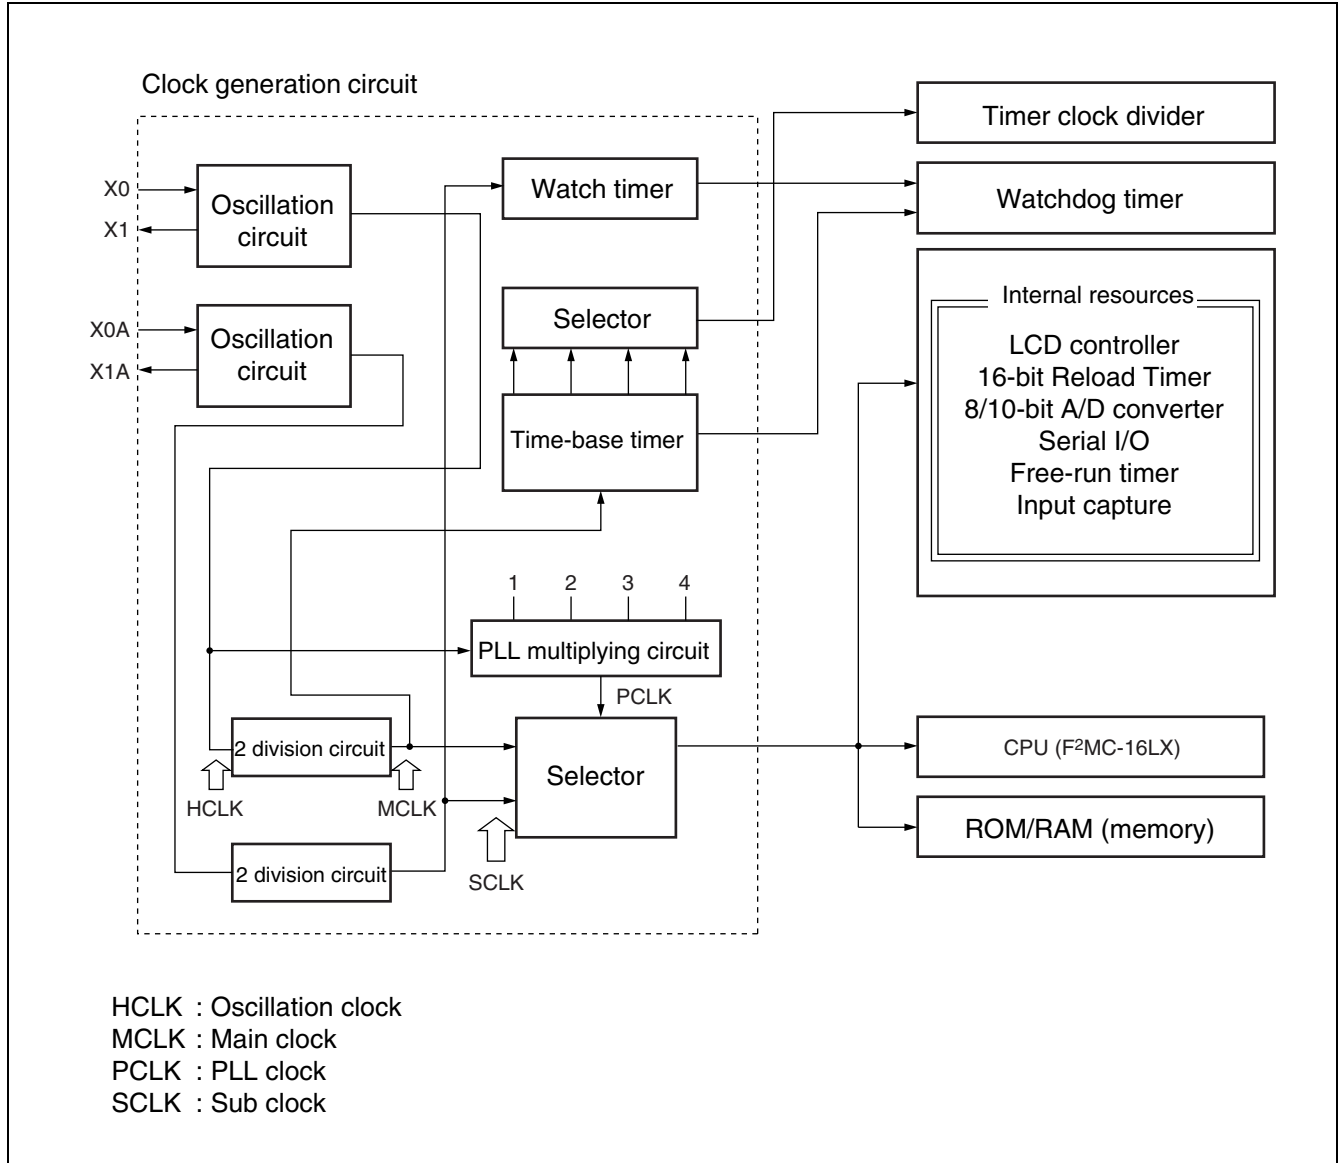 Clock generation circuit
X0
X1
Oscillation
circuit
X0A
X1A
Oscillation
circuit
Watch timer
Selector
Time-base timer
1 2 3 4
PLL multiplying circuit
PCLK
2 division circuit
HCLK
MCLK
Selector
2 division circuit
SCLK
Timer clock divider
Watchdog timer
Internal resources
LCD controller
16-bit Reload Timer
8/10-bit A/D converter
Serial I/O
Free-run timer
Input capture
CPU (F²MC-16LX)
ROM/RAM (memory)
HCLK : Oscillation clock
MCLK : Main clock
PCLK : PLL clock
SCLK : Sub clock